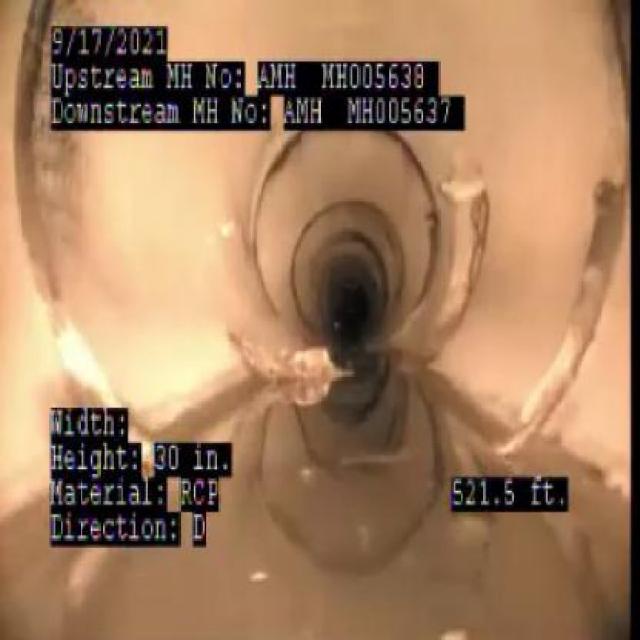 9/17/2021
Upstream MH No: AMH MH005638
Downstream MH No: AMH MH005637
Width:
Height: 30 in.
Material: RCP
Direction: D
521.5 ft.